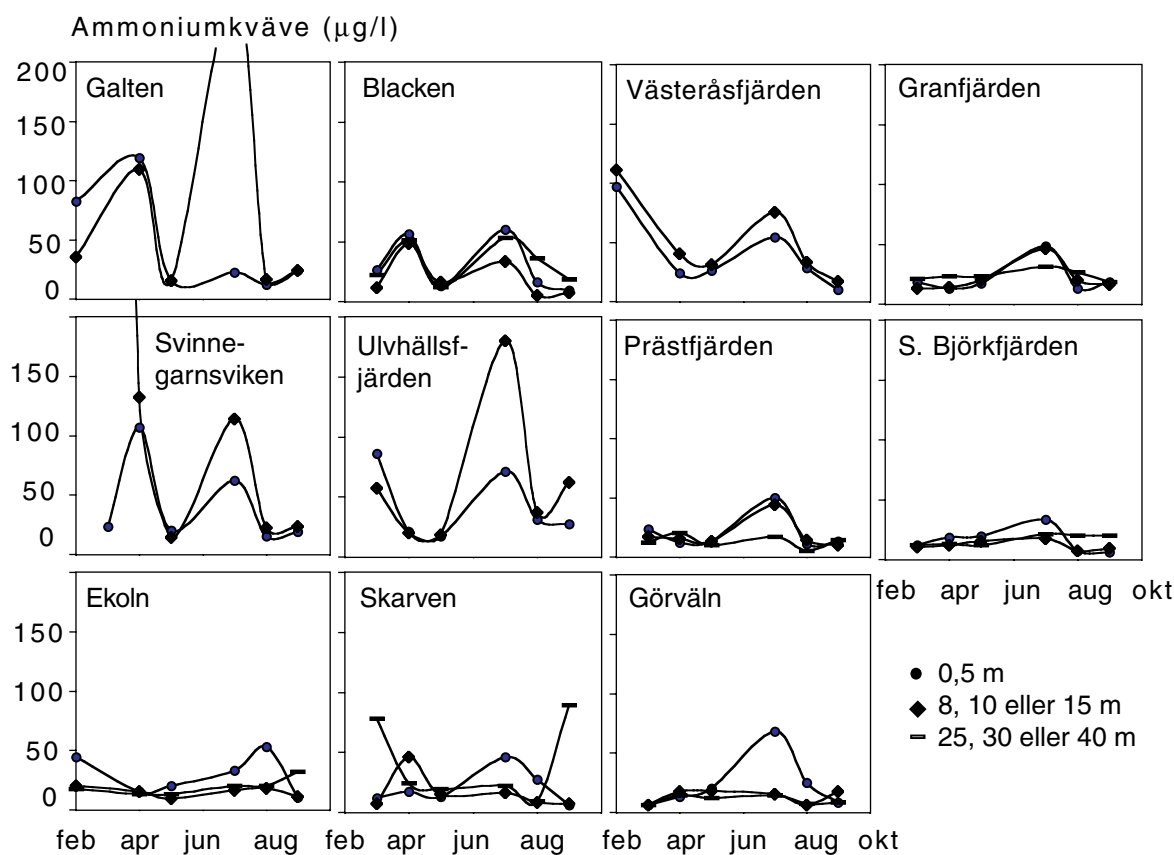 Ammoniumkväve (µg/l)
200
150
100
50
0
Galten
Blacken
Västeråsfjärden
Granfjärden
150
100
50
0
Svinne-
garnsviken
Ulvhällsf-
järden
Prästfjärden
S. Björkfjärden
feb apr jun aug okt
150
100
50
0
Ekoln
Skarven
Görväln
0,5 m
8, 10 eller 15 m
25, 30 eller 40 m
feb apr jun aug feb apr jun aug feb apr jun aug okt